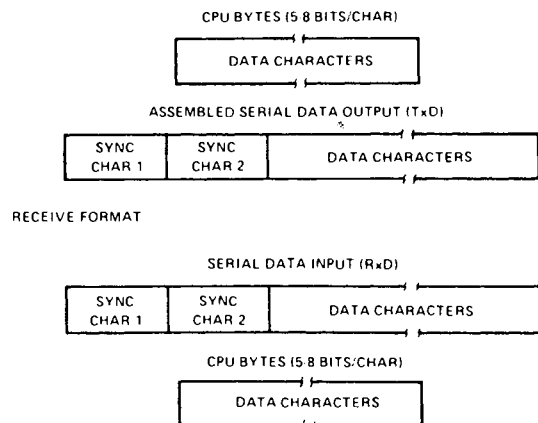 CPU BYTES (5-8 BITS/CHAR)
DATA CHARACTERS
ASSEMBLED SERIAL DATA OUTPUT (TxD)
SYNC
CHAR 1
SYNC
CHAR 2
DATA CHARACTERS
RECEIVE FORMAT
SERIAL DATA INPUT (RxD)
SYNC
CHAR 1
SYNC
CHAR 2
DATA CHARACTERS
CPU BYTES (5-8 BITS/CHAR)
DATA CHARACTERS